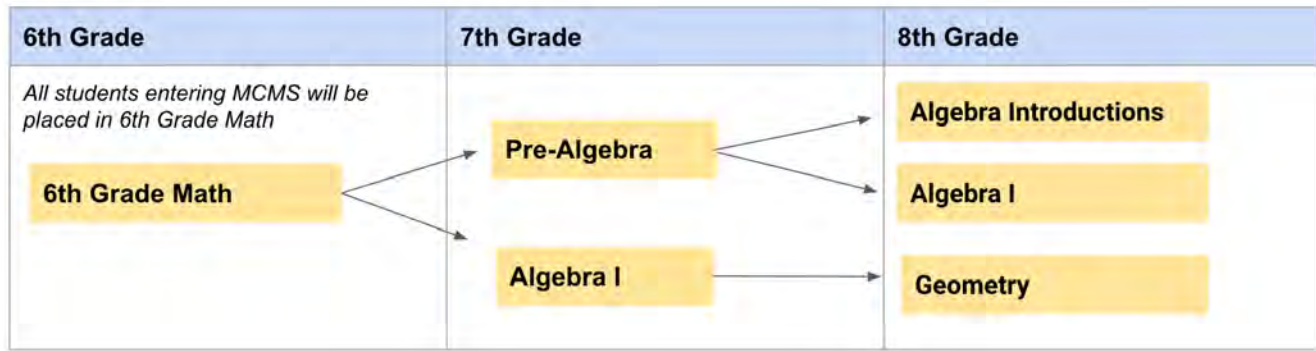 6th Grade
7th Grade
8th Grade
All students entering MCMS will be
placed in 6th Grade Math
6th Grade Math
Pre-Algebra
Algebra I
Algebra Introductions
Algebra I
Geometry